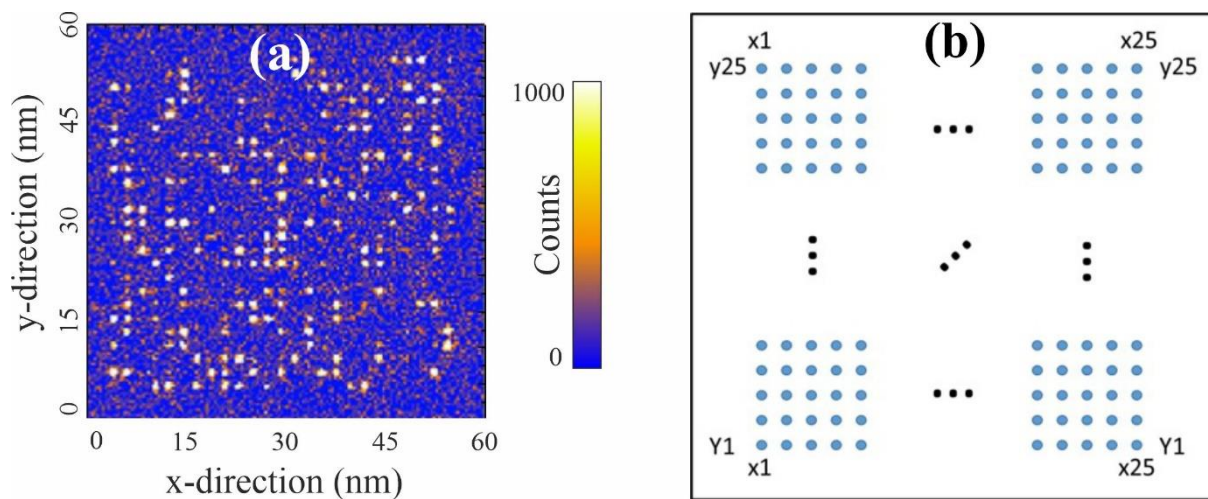 (a)
60
45
30
15
0
y-direction (nm)
0 15 30 45 60
x-direction (nm)
1000
Counts
0
(b)
x1 x25
y25 y25
Y1 Y1
x1 x25